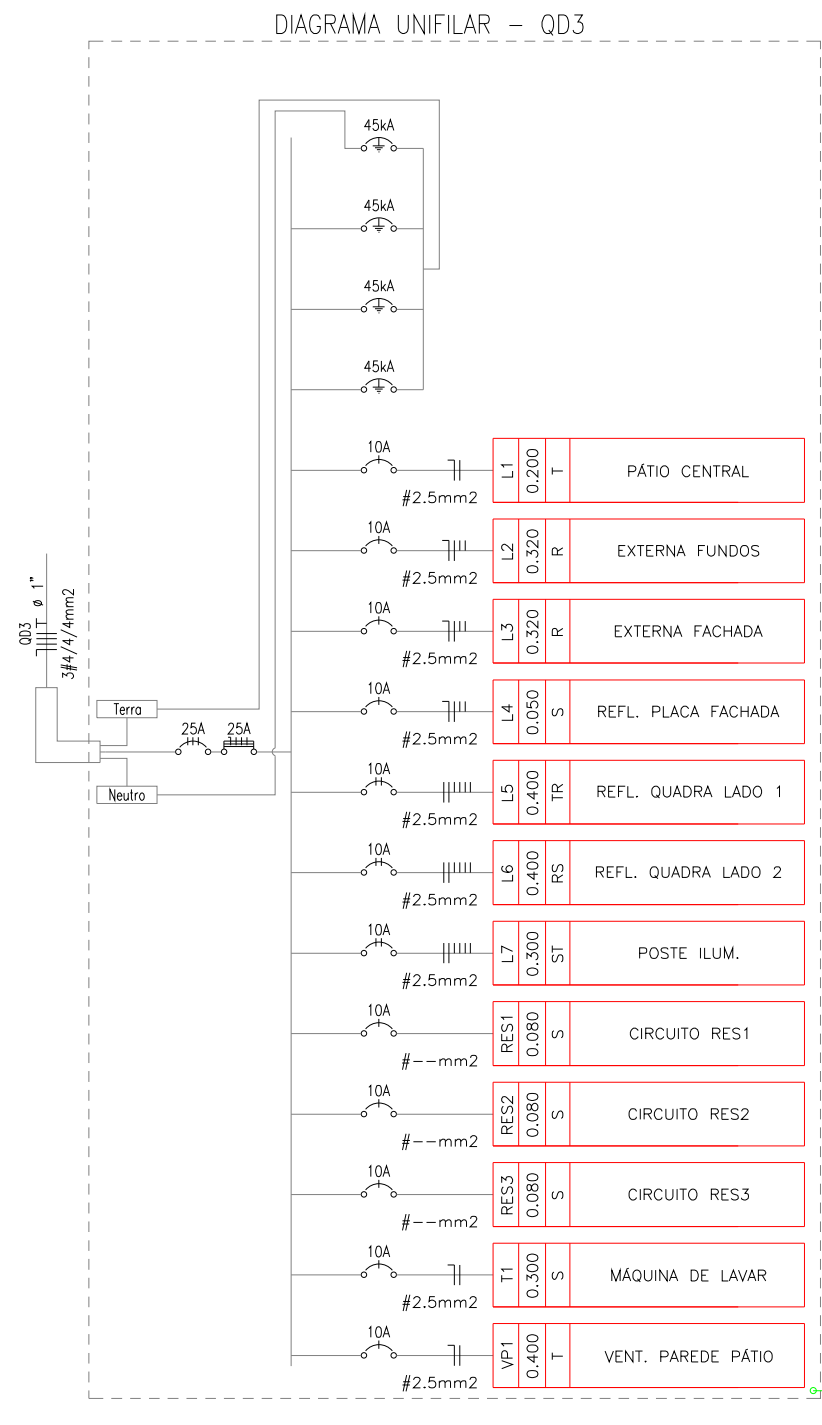 DIAGRAMA UNIFILAR - QD3
45kA
45kA
45kA
45kA
10A
#2.5mm2
L1
0.200
T
PÁTIO CENTRAL
10A
#2.5mm2
L2
0.320
R
EXTERNA FUNDOS
10A
#2.5mm2
L3
0.320
R
EXTERNA FACHADA
QD3
T ø 1"
3#4/4/4mm2
Terra
25A
25A
Neutro
10A
#2.5mm2
L4
0.050
S
REFL. PLACA FACHADA
10A
#2.5mm2
L5
0.400
TR
REFL. QUADRA LADO 1
10A
#2.5mm2
L6
0.400
RS
REFL. QUADRA LADO 2
10A
#2.5mm2
L7
0.300
ST
POSTE ILUM.
10A
#--mm2
RES1
0.080
S
CIRCUITO RES1
10A
#--mm2
RES2
0.080
S
CIRCUITO RES2
10A
#--mm2
RES3
0.080
S
CIRCUITO RES3
10A
#2.5mm2
T1
0.300
S
MÁQUINA DE LAVAR
10A
#2.5mm2
VP1
0.400
T
VENT. PAREDE PÁTIO